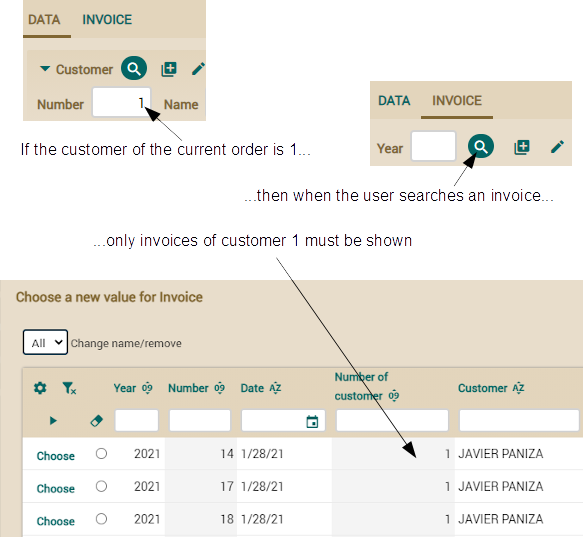 DATA INVOICE
Customer
Number 1 Name
If the customer of the current order is 1...
DATA INVOICE
Year
...then when the user searches an invoice...
...only invoices of customer 1 must be shown
Choose a new value for Invoice
All Change name/remove
Year Number Date Number of customer Customer
Choose 2021 14 1/28/21 1 JAVIER PANIZA
Choose 2021 17 1/28/21 1 JAVIER PANIZA
Choose 2021 18 1/28/21 1 JAVIER PANIZA